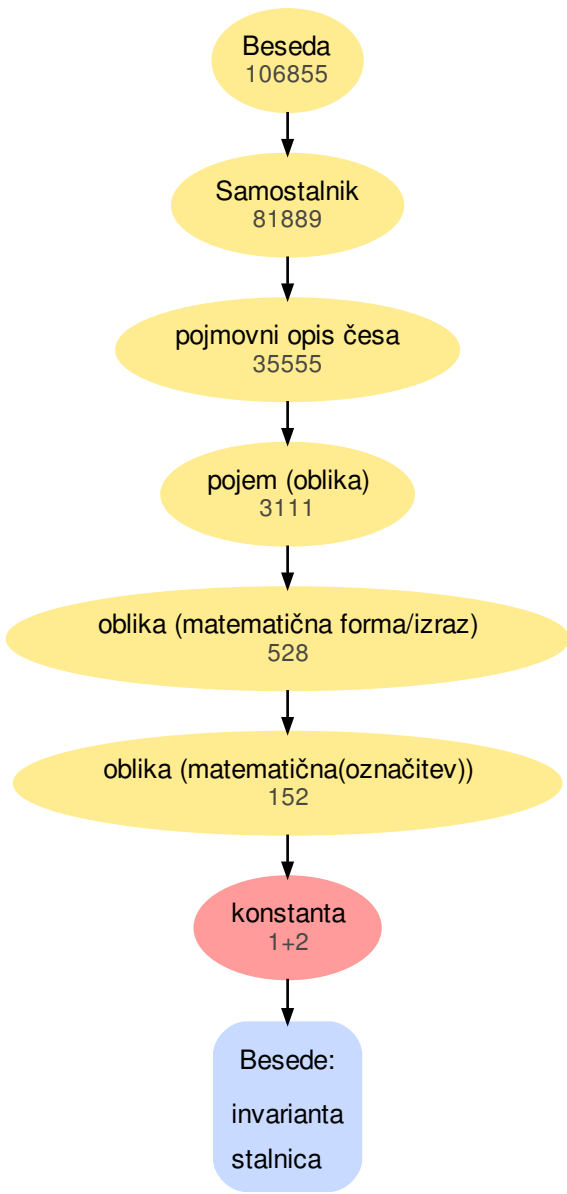 Beseda
106855
Samostalnik
81889
pojmovni opis česa
35555
pojem (oblika)
3111
oblika (matematična forma/izraz)
528
oblika (matematična(označitev))
152
konstanta
1+2
Besede:
invarianta
stalnica